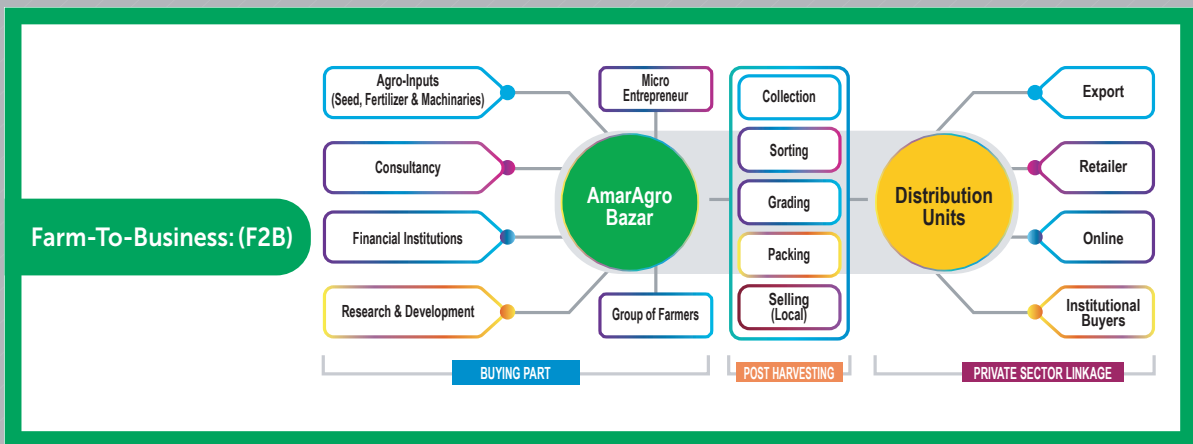 Farm-To-Business: (F2B)
Agro-Inputs
(Seed, Fertilizer & Machinaries)
Consultancy
Financial Institutions
Research & Development
Micro
Entrepreneur
AmarAgro
Bazar
Group of Farmers
Collection
Sorting
Grading
Packing
Selling
(Local)
Distribution
Units
Export
Retailer
Online
Institutional
Buyers
BUYING PART
POST HARVESTING
PRIVATE SECTOR LINKAGE